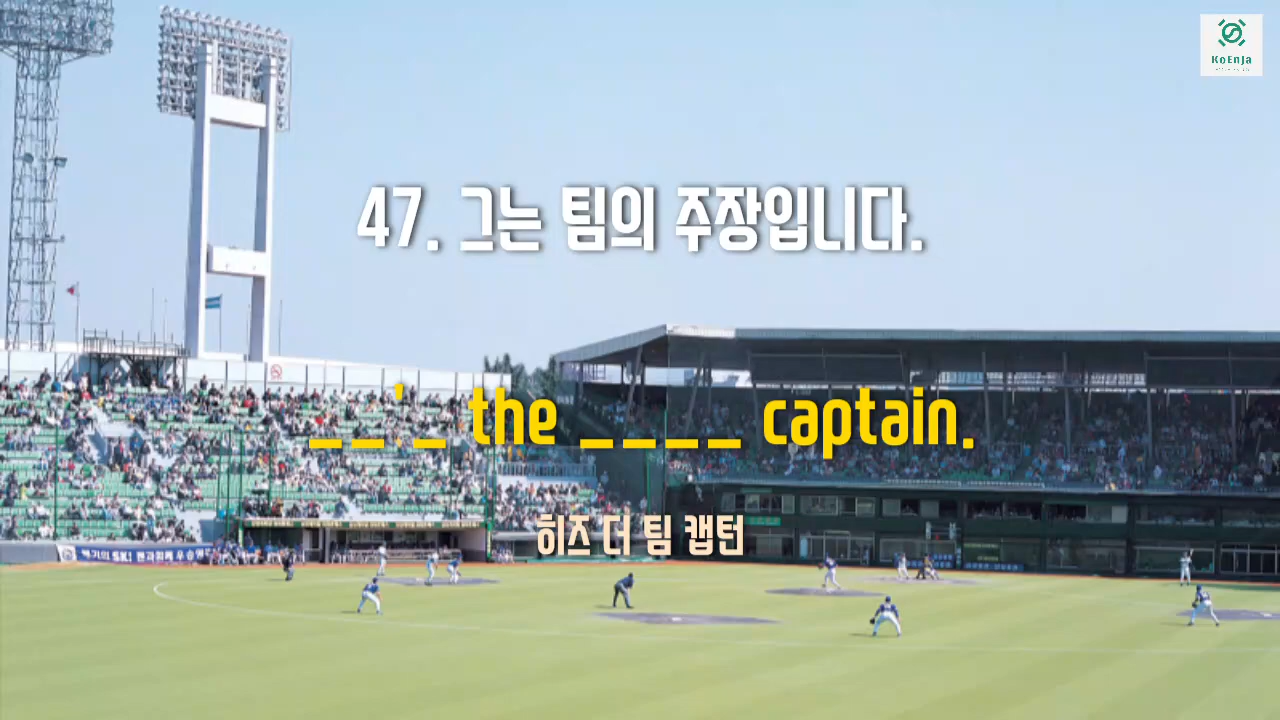 KoEnJa
47. 그는 팀의 주장입니다.
__'_ the ____ captain.
히즈 더 팀 캡턴